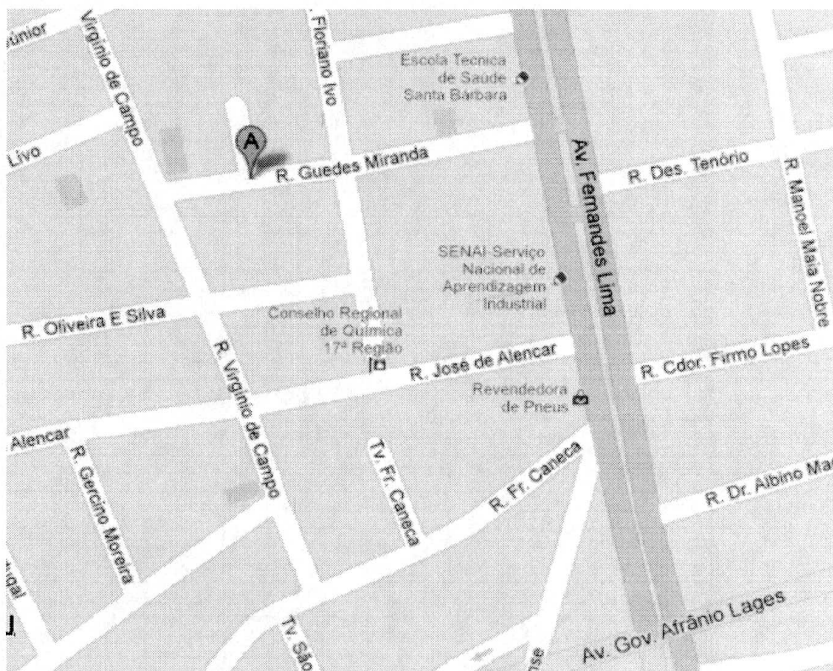 únior
Virgínio de Campo
Floriano Ivo
Escola Tecnica
de Saúde
Santa Bárbara
Livo
A
R. Guedes Miranda
Av. Fernandes Lima
R. Des. Tenório
R. Manoel Maia Nobre
SENAI-Serviço
Nacional de
Aprendizagem
Industrial
R. Oliveira E Silva
Conselho Regional
de Química
17ª Região
R. Virgínio de Campo
R. José de Alencar
R. Cdor. Firmo Lopes
Revendedora
de Pneus
Alencar
R. Gercino Moreira
Tv. Fr. Caneca
R. Fr. Caneca
R. Dr. Albino Ma
tugal
Tv. São
Av. Gov. Afrânio Lages
se